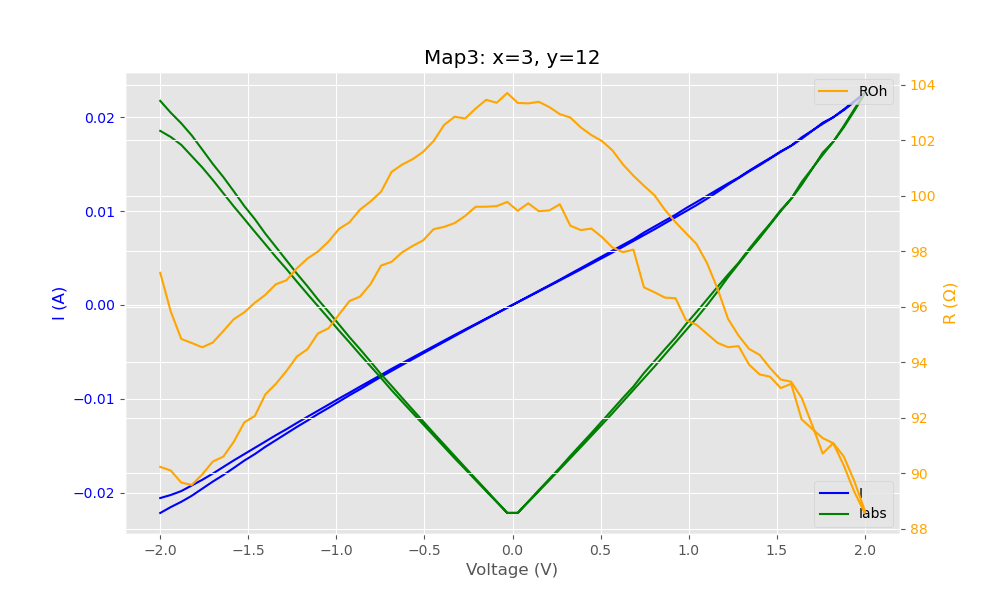 Map3: x=3, y=12
I (A)
0.02
0.01
0.00
−0.01
−0.02
104
102
100
98
96
94
92
90
88
R (Ω)
ROh
I
Iabs
−2.0 −1.5 −1.0 −0.5 0.0 0.5 1.0 1.5 2.0
Voltage (V)